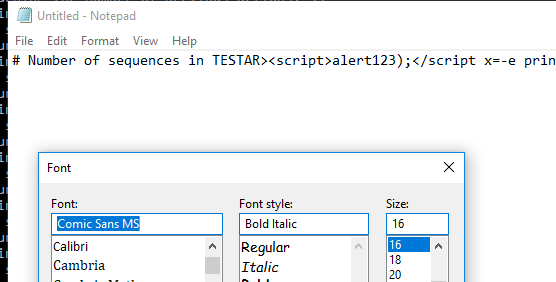 Untitled - Notepad
File Edit Format View Help
# Number of sequences in TESTAR><script>alert123);</script x=-e prin
Font
Font: Font style: Size:
Comic Sans MS Bold Italic 16
Calibri Regular 16
Cambria Italic 18
20